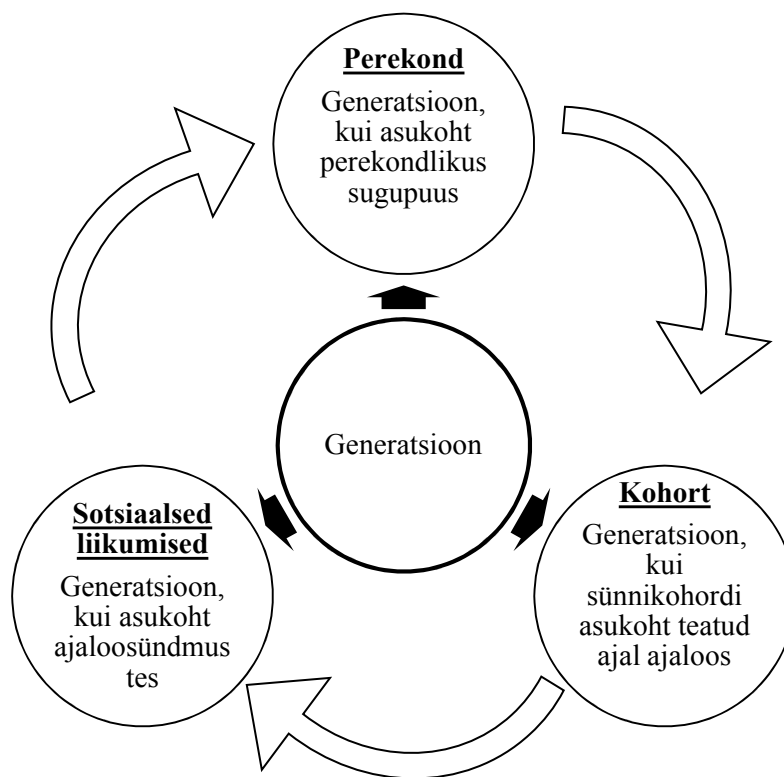 Perekond
Generatsioon,
kui asukoht
perekondlikus
sugupuus
Generatsioon
Sotsiaalsed
liikumised
Generatsioon,
kui asukoht
ajaloosündmus
tes
Kohort
Generatsioon,
kui
sünnikohordi
asukoht teatud
ajal ajaloos